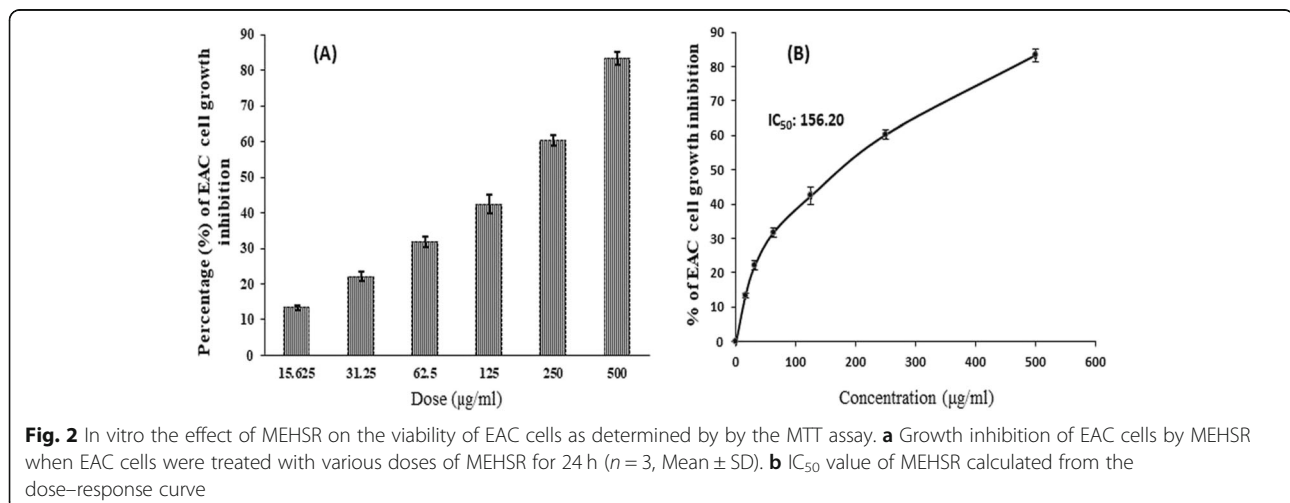 (A)
90
80
70
60
50
40
30
20
10
0
Percentage (%) of EAC cell growth
inhibition
15.625 31.25 62.5 125 250 500
Dose (µg/ml)
(B)
90
80
70
60
50
40
30
20
10
0
% of EAC cell growth inhibition
IC50: 156.20
0 100 200 300 400 500 600
Concentration (µg/ml)
Fig. 2 In vitro the effect of MEHSR on the viability of EAC cells as determined by by the MTT assay. a Growth inhibition of EAC cells by MEHSR
when EAC cells were treated with various doses of MEHSR for 24 h (n = 3, Mean ± SD). b IC50 value of MEHSR calculated from the
dose–response curve